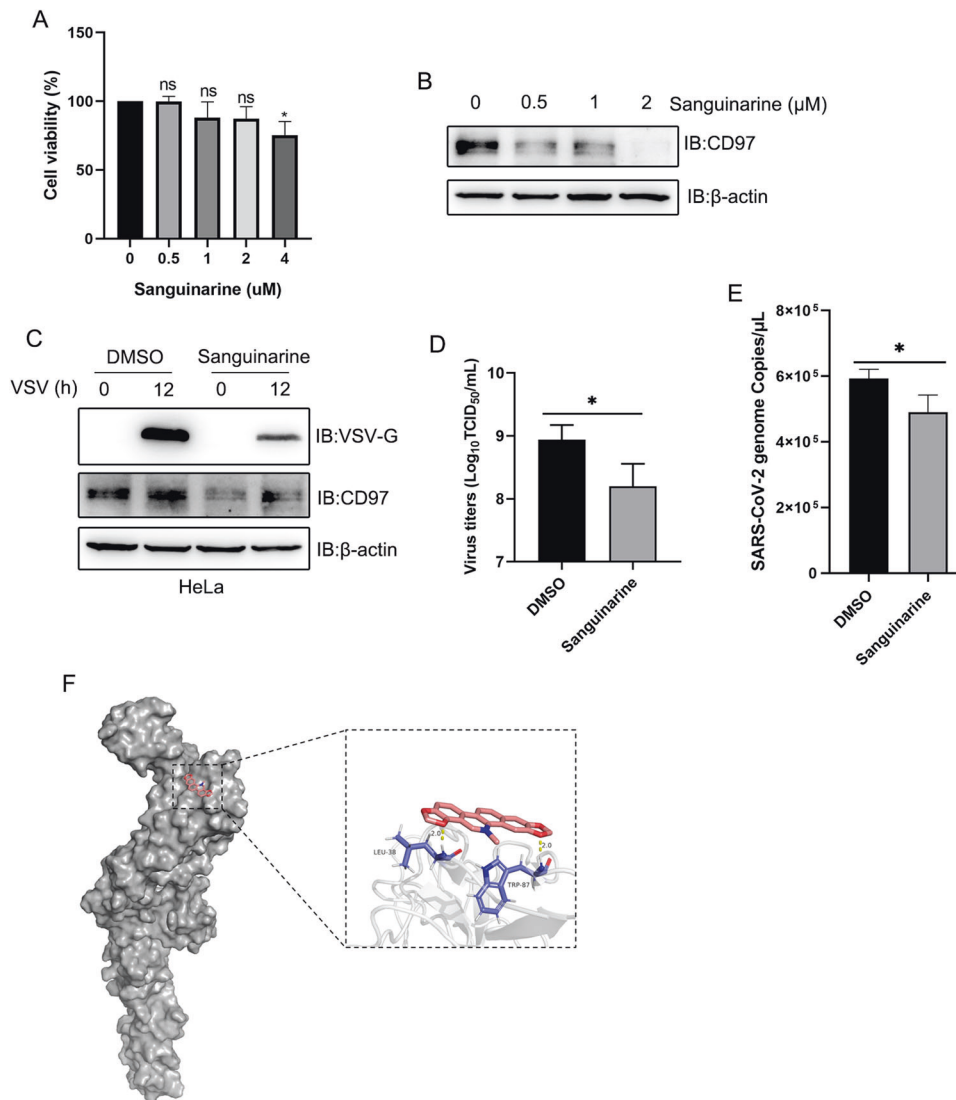 A
150
100
50
0
Cell viability (%)
ns
ns
ns
*
0 0.5 1 2 4
Sanguinarine (uM)
B
0 0.5 1 2 Sanguinarine (μM)
IB:CD97
IB:β-actin
C
DMSO Sanguinarine
VSV (h) 0 12 0 12
IB:VSV-G
IB:CD97
IB:β-actin
HeLa
D
Virus titers (Log₁₀TCID₅₀/mL)
10
9
8
7
*
DMSO
Sanguinarine
E
SARS-CoV-2 genome Copies/μL
8×10⁵
6×10⁵
4×10⁵
2×10⁵
0
*
DMSO
Sanguinarine
F
2.0
LEU-38
2.0
TRP-87